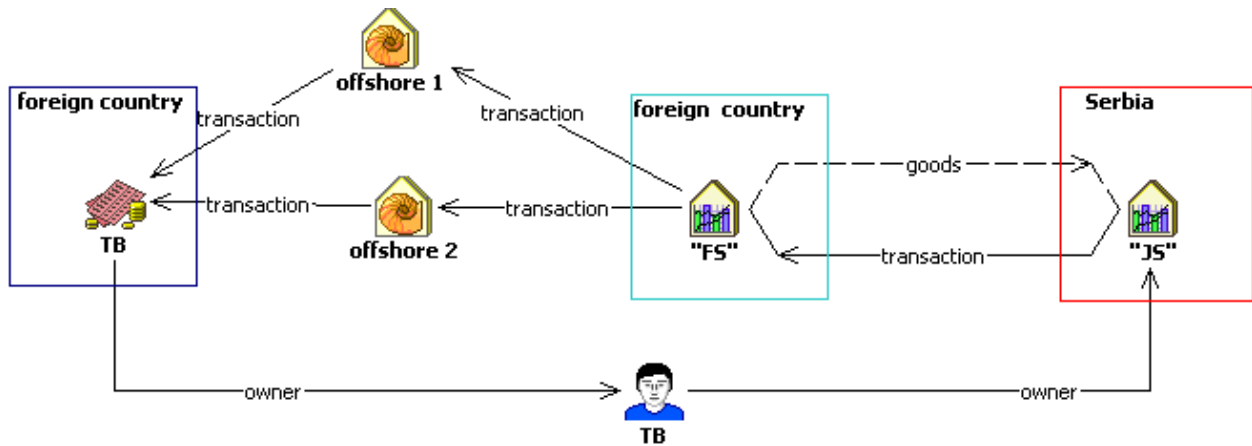 offshore 1
foreign country
foreign country
Serbia
transaction
transaction
goods
TB
transaction
offshore 2
transaction
"FS"
transaction
"JS"
owner
owner
TB